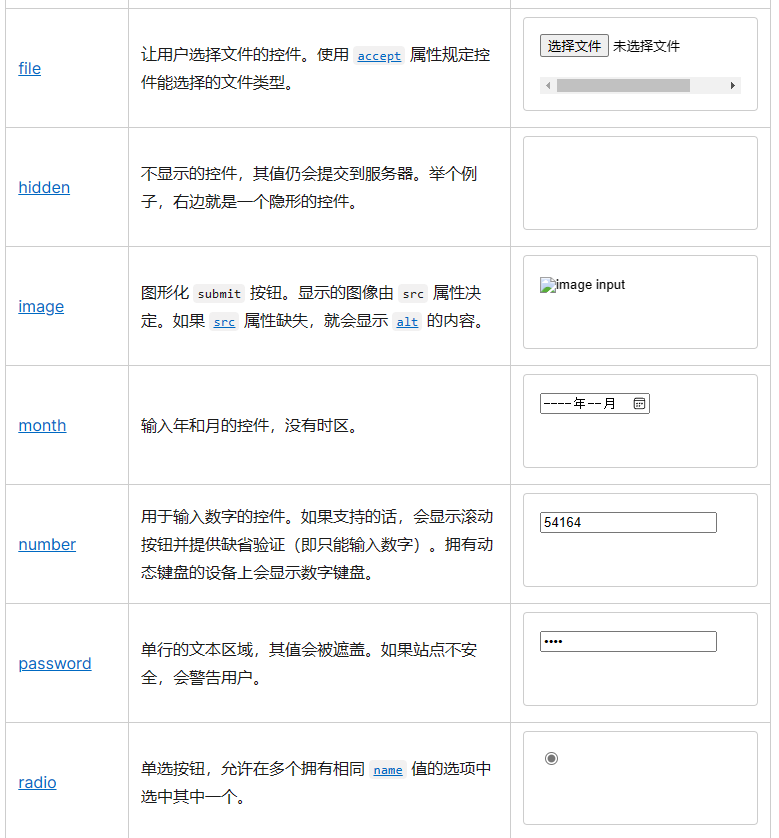 file
让用户选择文件的控件。使用 accept 属性规定控
件能选择的文件类型。
选择文件 未选择文件
hidden
不显示的控件，其值仍会提交到服务器。举个例
子，右边就是一个隐形的控件。
image
图形化 submit 按钮。显示的图像由 src 属性决
定。如果 src 属性缺失，就会显示 alt 的内容。
image input
month
输入年和月的控件，没有时区。
----年--月
number
用于输入数字的控件。如果支持的话，会显示滚动
按钮并提供缺省验证（即只能输入数字）。拥有动
态键盘的设备上会显示数字键盘。
54164
password
单行的文本区域，其值会被遮盖。如果站点不安
全，会警告用户。
••••
radio
单选按钮，允许在多个拥有相同 name 值的选项中
选中其中一个。